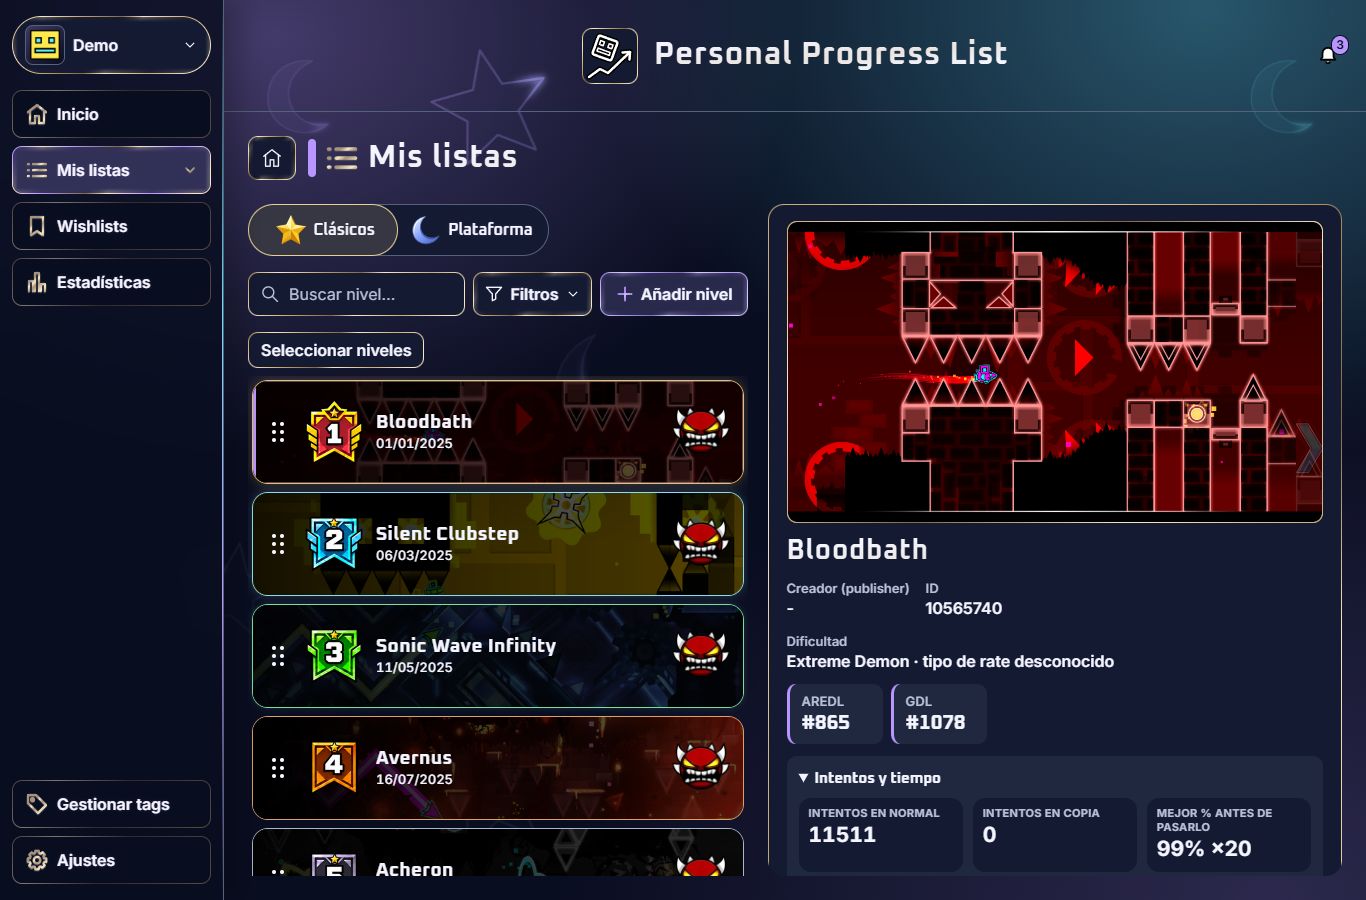 Demo
Personal Progress List
3
Inicio
Mis listas
Wishlists
Estadísticas
Gestionar tags
Ajustes
Mis listas
Clásicos
Plataforma
Buscar nivel...
Filtros
Añadir nivel
Seleccionar niveles
1
Bloodbath
01/01/2025
2
Silent Clubstep
06/03/2025
3
Sonic Wave Infinity
11/05/2025
4
Avernus
16/07/2025
5
Acheron
Bloodbath
Creador (publisher)
-
ID
10565740
Dificultad
Extreme Demon · tipo de rate desconocido
AREDL
#865
GDL
#1078
Intentos y tiempo
INTENTOS EN NORMAL
11511
INTENTOS EN COPIA
0
MEJOR % ANTES DE
PASARLO
99% ×20